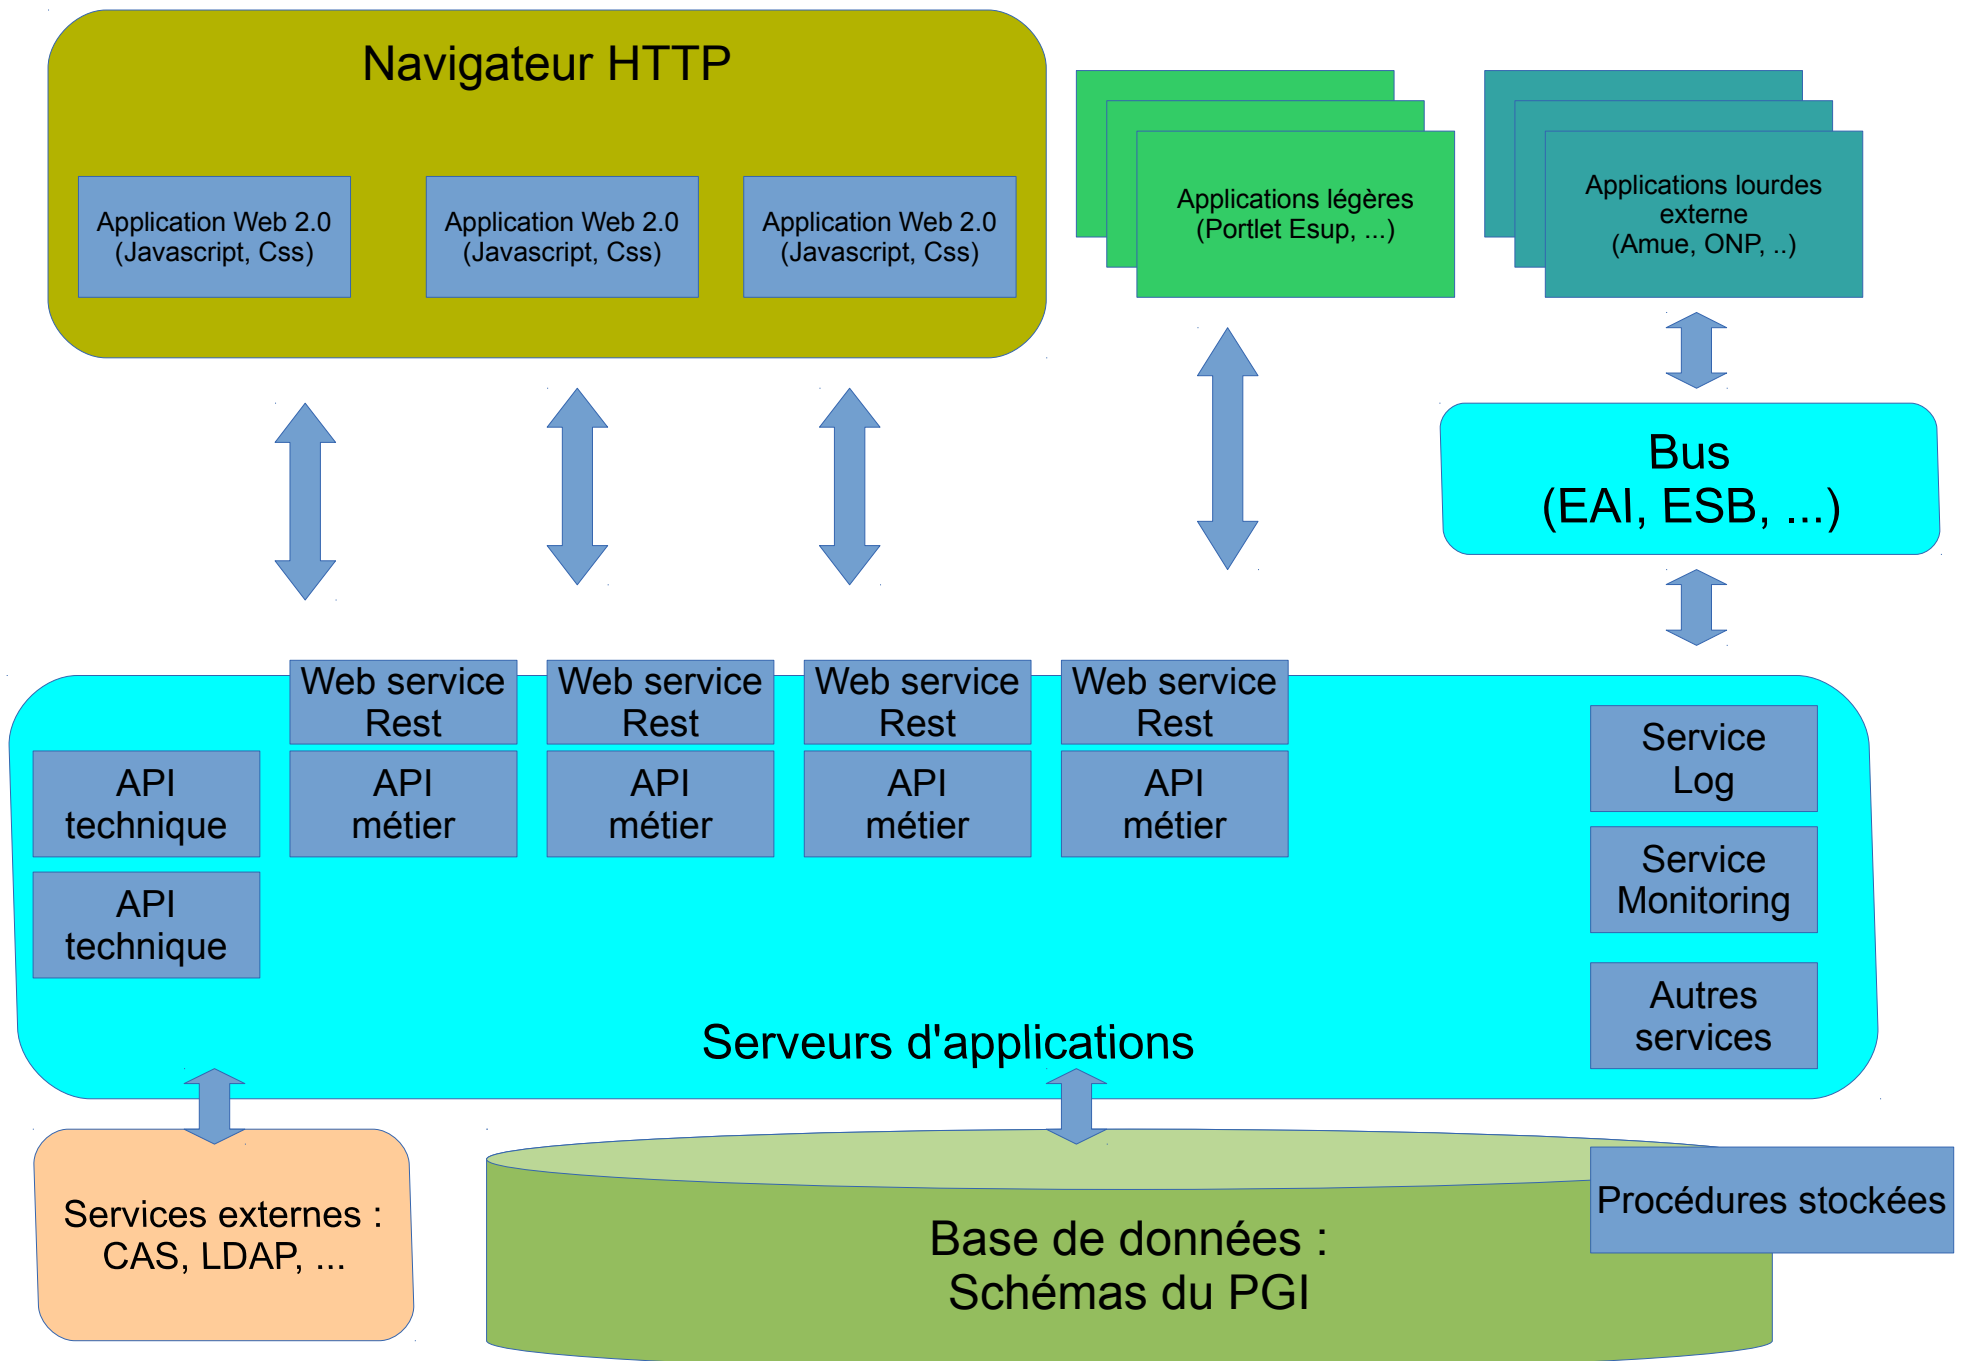 Navigateur HTTP
Application Web 2.0
(Javascript, Css)
Application Web 2.0
(Javascript, Css)
Application Web 2.0
(Javascript, Css)
Applications légères
(Portlet Esup, ...)
Applications lourdes
externe
(Amue, ONP, ..)
Bus
(EAI, ESB, ...)
Web service
Rest
Web service
Rest
Web service
Rest
Web service
Rest
API
technique
API
métier
API
métier
API
métier
API
métier
API
technique
Service
Log
Service
Monitoring
Autres
services
Serveurs d'applications
Services externes :
CAS, LDAP, ...
Base de données :
Schémas du PGI
Procédures stockées